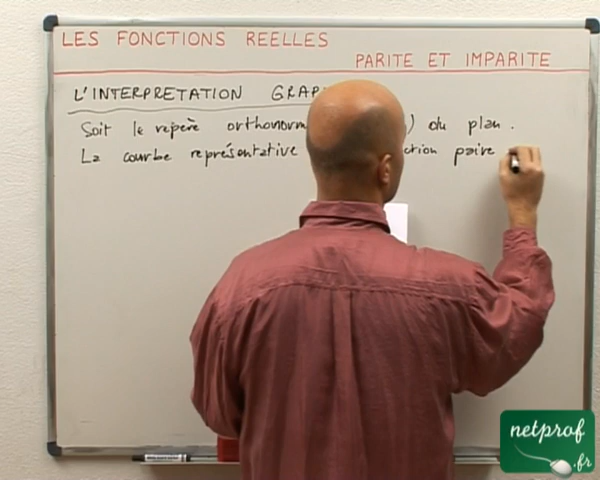 LES FONCTIONS REELLES
PARITE ET IMPARITE
L'INTERPRETATION GRAP
Soit le repère orthonorm ) du plan.
La courbe représentative ction paire
netprof
.fr